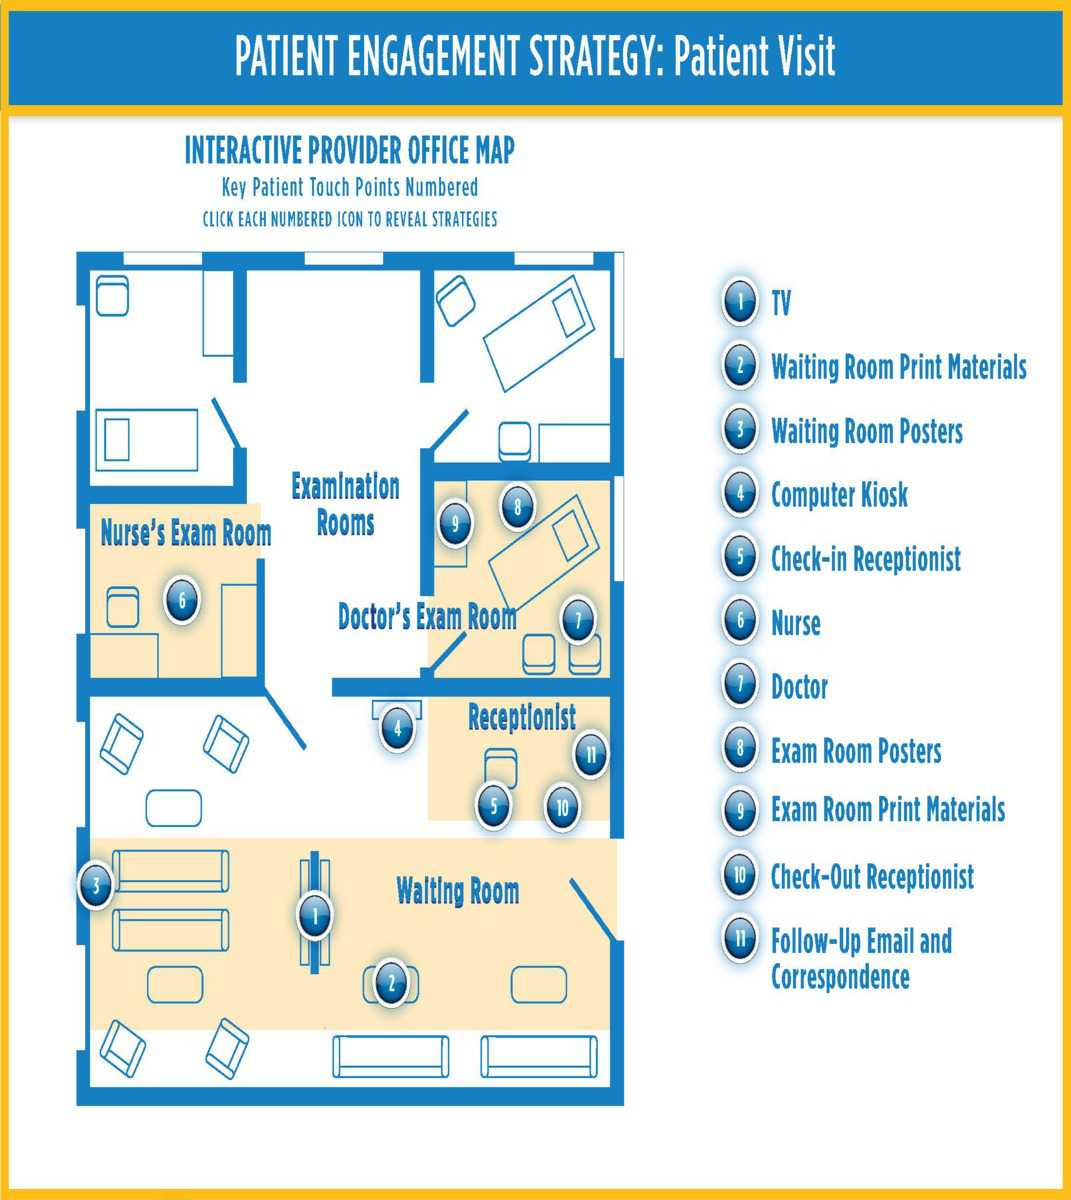 PATIENT ENGAGEMENT STRATEGY: Patient Visit
INTERACTIVE PROVIDER OFFICE MAP
Key Patient Touch Points Numbered
CLICK EACH NUMBERED ICON TO REVEAL STRATEGIES
Examination
Rooms
Nurse's Exam Room
6
9
8
Doctor's Exam Room
7
4
Receptionist
11
5
10
3
Waiting Room
1
2
1 TV
2 Waiting Room Print Materials
3 Waiting Room Posters
4 Computer Kiosk
5 Check-in Receptionist
6 Nurse
7 Doctor
8 Exam Room Posters
9 Exam Room Print Materials
10 Check-Out Receptionist
11 Follow-Up Email and
Correspondence